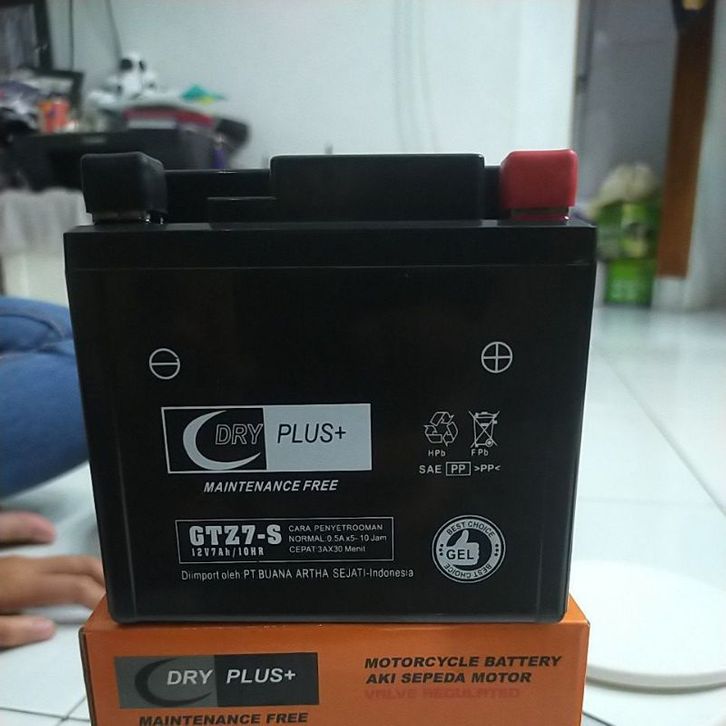 DRY PLUS+
MAINTENANCE FREE
HPb FPb
SAE PP >PP<
GTZ7-S
12V7Ah/10HR
CARA PENYETROOMAN
NORMAL:0.5A x5-10 Jam
CEPAT:3AX30 Menit
Diimport oleh PT BUANA ARTHA SEJATI-Indonesia
BEST CHOICE
GEL
BEST CHOICE
DRY PLUS+
MAINTENANCE FREE
MOTORCYCLE BATTERY
AKI SEPEDA MOTOR
VALVE REGULATED